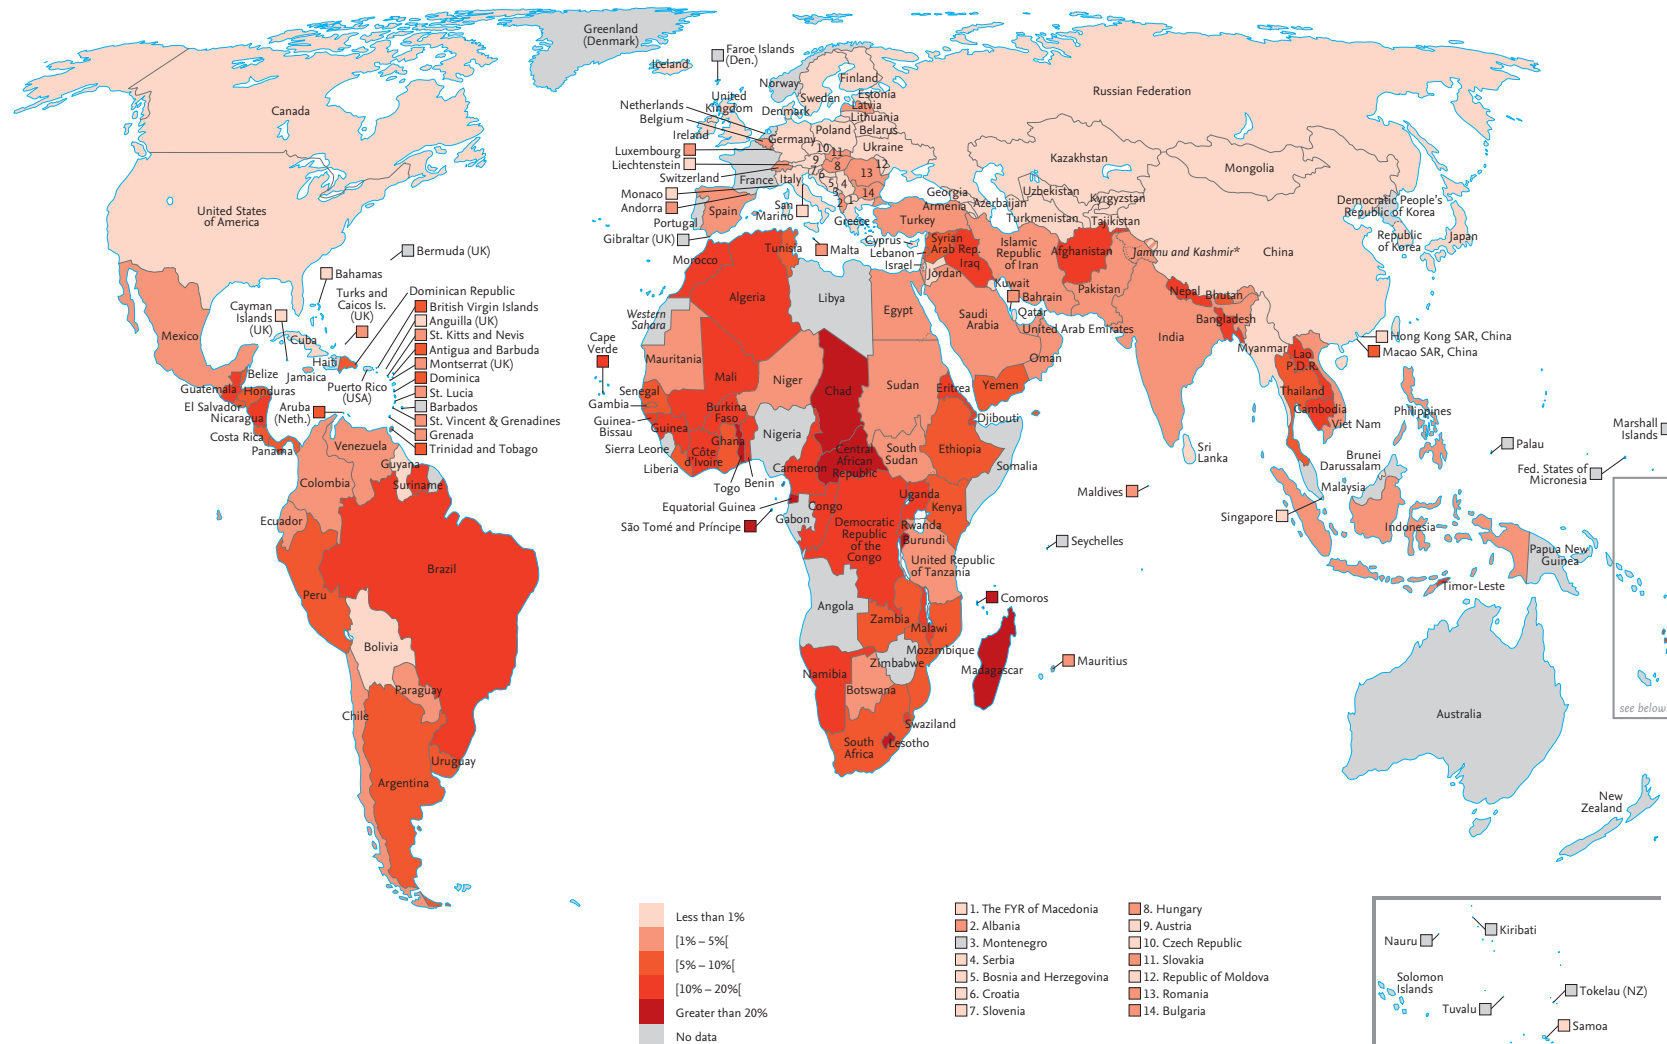 Greenland
(Denmark)
Faroe Islands
(Den.)
Iceland
Norway
Finland
Sweden
Estonia
Latvia
Lithuania
Denmark
United
Kingdom
Netherlands
Belgium
Ireland
Luxembourg
Liechtenstein
Switzerland
Monaco
Andorra
Portugal
Gibraltar (UK)
Germany
Poland
Belarus
Ukraine
France
Italy
Spain
San
Marino
Malta
Greece
10
11
9
8
7
6
5
4
3
2
1
12
13
14
Russian Federation
Canada
United States
of America
Kazakhstan
Mongolia
Georgia
Azerbaijan
Armenia
Uzbekistan
Turkmenistan
Kyrgyzstan
Tajikistan
Turkey
Cyprus
Lebanon
Israel
Syrian
Arab Rep.
Iraq
Jordan
Islamic
Republic
of Iran
Afghanistan
Jammu and Kashmir*
Pakistan
Kuwait
Bahrain
Qatar
United Arab Emirates
Saudi
Arabia
Oman
Yemen
China
Democratic People's
Republic of Korea
Republic
of Korea
Japan
Nepal
Bhutan
Bangladesh
India
Myanmar
Lao
P.D.R.
Thailand
Cambodia
Viet Nam
Hong Kong SAR, China
Macao SAR, China
Philippines
Sri
Lanka
Maldives
Brunei
Darussalam
Malaysia
Singapore
Indonesia
Timor-Leste
Papua New
Guinea
Palau
Fed. States of
Micronesia
Marshall
Islands
Australia
New
Zealand
see below
Bermuda (UK)
Bahamas
Turks and
Caicos Is.
(UK)
Cayman
Islands
(UK)
Cuba
Haiti
Jamaica
Dominican Republic
Puerto Rico
(USA)
British Virgin Islands
Anguilla (UK)
St. Kitts and Nevis
Antigua and Barbuda
Montserrat (UK)
Dominica
St. Lucia
Barbados
St. Vincent & Grenadines
Grenada
Trinidad and Tobago
Aruba
(Neth.)
Mexico
Belize
Guatemala
Honduras
El Salvador
Nicaragua
Costa Rica
Panama
Venezuela
Guyana
Suriname
Colombia
Ecuador
Peru
Brazil
Bolivia
Paraguay
Chile
Argentina
Uruguay
Morocco
Tunisia
Algeria
Libya
Egypt
Western
Sahara
Cape
Verde
Mauritania
Mali
Niger
Chad
Sudan
Eritrea
Djibouti
Senegal
Gambia
Guinea-
Bissau
Guinea
Sierra Leone
Liberia
Burkina
Faso
Ghana
Côte
d'Ivoire
Togo
Benin
Nigeria
Cameroon
Central
African
Republic
South
Sudan
Ethiopia
Somalia
Equatorial Guinea
São Tomé and Príncipe
Gabon
Congo
Democratic
Republic
of the
Congo
Uganda
Kenya
Rwanda
Burundi
United Republic
of Tanzania
Seychelles
Comoros
Angola
Zambia
Malawi
Mozambique
Zimbabwe
Namibia
Botswana
Madagascar
Mauritius
Swaziland
Lesotho
South
Africa
Less than 1%
[1% – 5%[
[5% – 10%[
[10% – 20%[
Greater than 20%
No data
1. The FYR of Macedonia
2. Albania
3. Montenegro
4. Serbia
5. Bosnia and Herzegovina
6. Croatia
7. Slovenia
8. Hungary
9. Austria
10. Czech Republic
11. Slovakia
12. Republic of Moldova
13. Romania
14. Bulgaria
Nauru
Kiribati
Solomon
Islands
Tuvalu
Tokelau (NZ)
Samoa